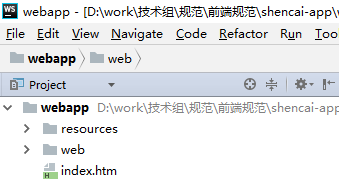 WS webapp - [D:\work\技术组\规范\前端规范\shencai-app\
File Edit View Navigate Code Refactor Run Tools
webapp web
Project
webapp D:\work\技术组\规范\前端规范\shencai-app
resources
web
index.htm